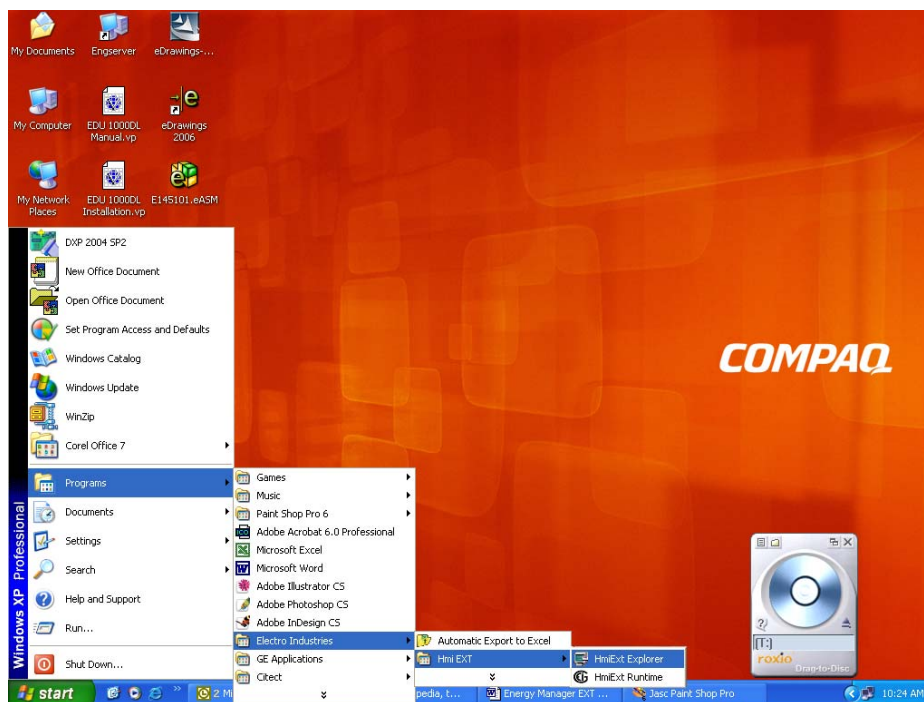 My Documents
Engserver
eDrawings-...
My Computer
EDU 1000DL
Manual.vp
eDrawings
2006
My Network
Places
EDU 1000DL
Installation.vp
E145101.eASM
COMPAQ
Windows XP Professional
DXP 2004 SP2
New Office Document
Open Office Document
Set Program Access and Defaults
Windows Catalog
Windows Update
WinZip
Corel Office 7
Programs
Documents
Settings
Search
Help and Support
Run...
Shut Down...
Games
Music
Paint Shop Pro 6
Adobe Acrobat 6.0 Professional
Microsoft Excel
Microsoft Word
Adobe Illustrator CS
Adobe Photoshop CS
Adobe InDesign CS
Electro Industries
GE Applications
Citect
Automatic Export to Excel
Hmi EXT
HmiExt Explorer
HmiExt Runtime
[T:]
roxio
Drag-to-Disc
start
2 Mi
pedia, t...
Energy Manager EXT ...
Jasc Paint Shop Pro
10:24 AM